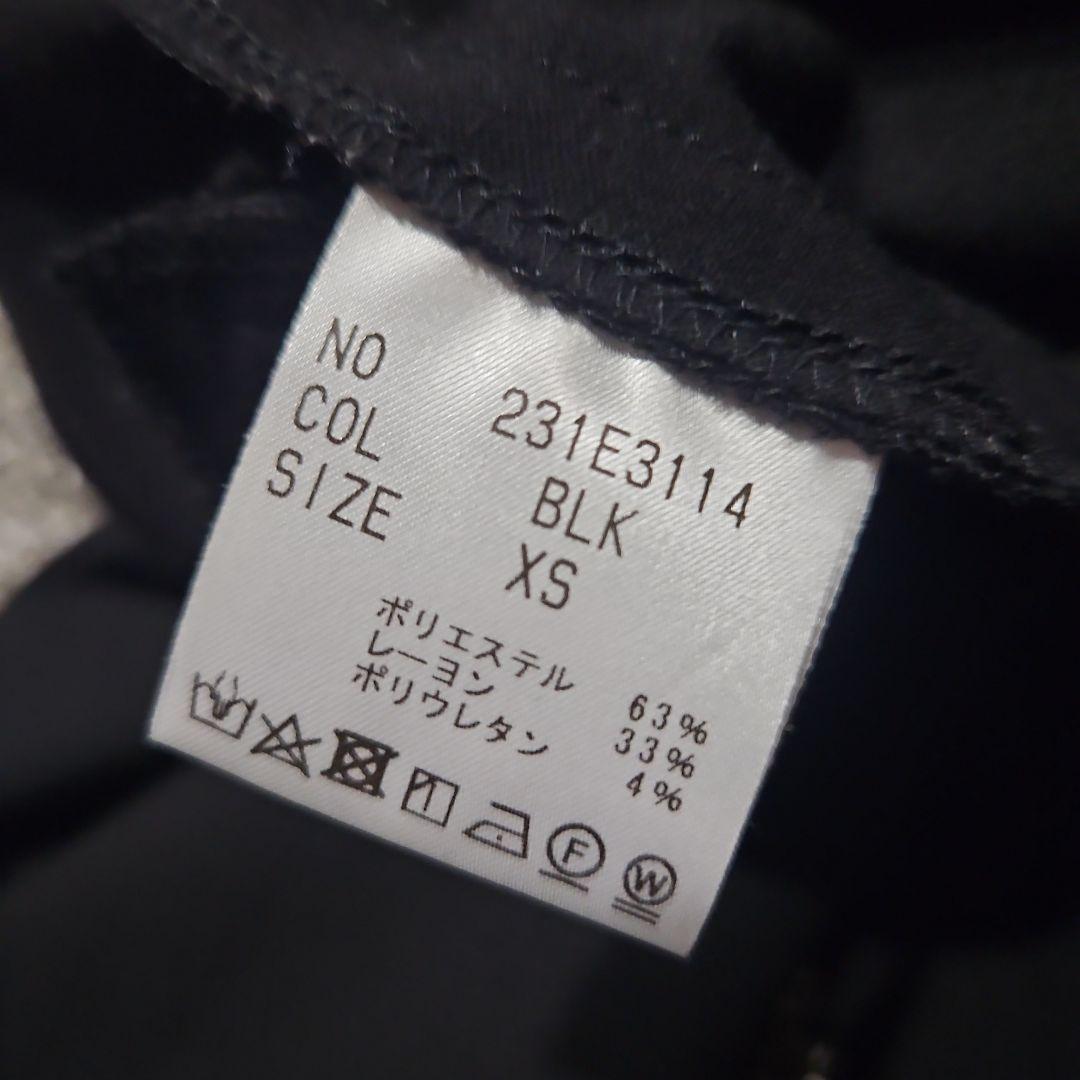 NO 231E3114
COL BLK
SIZE XS
ポリエステル 63%
レーヨン 33%
ポリウレタン 4%
F W